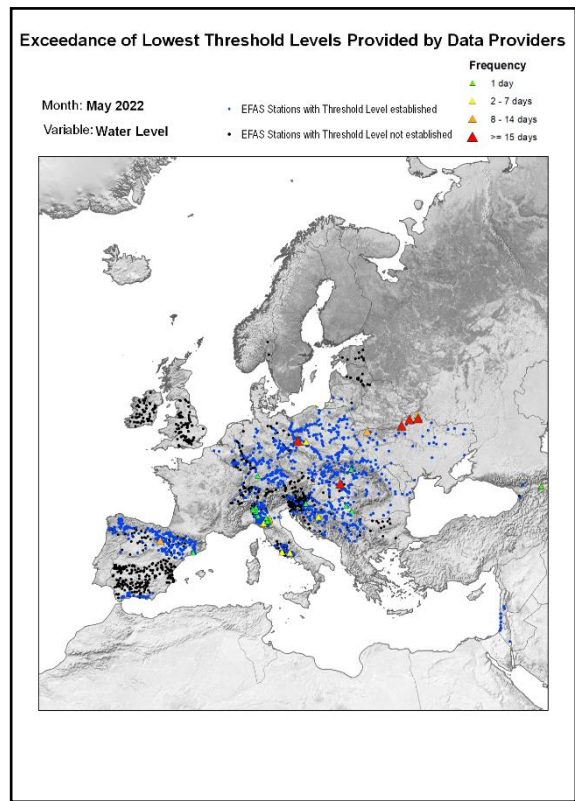 Exceedance of Lowest Threshold Levels Provided by Data Providers
Frequency
1 day
2 - 7 days
8 - 14 days
>= 15 days
Month: May 2022
Variable: Water Level
EFAS Stations with Threshold Level established
EFAS Stations with Threshold Level not established